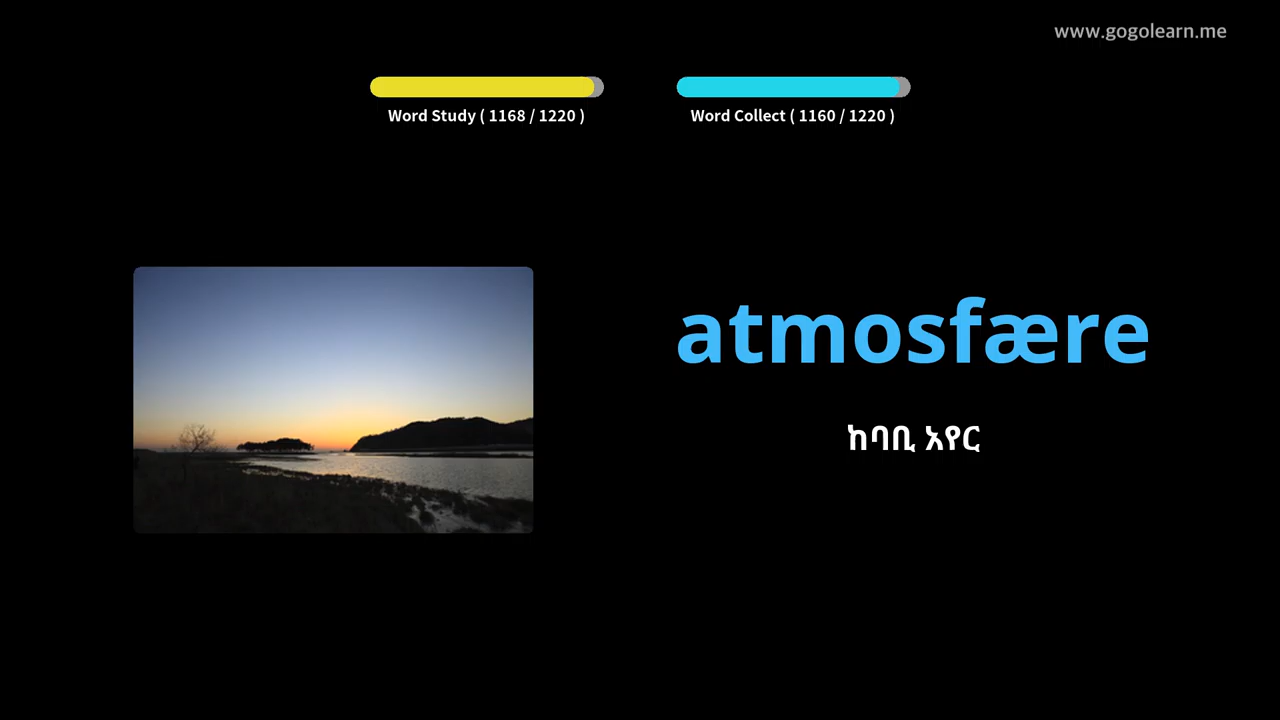 www.gogolearn.me
Word Study ( 1168 / 1220 )
Word Collect ( 1160 / 1220 )
atmosfære
ከባቢ አየር